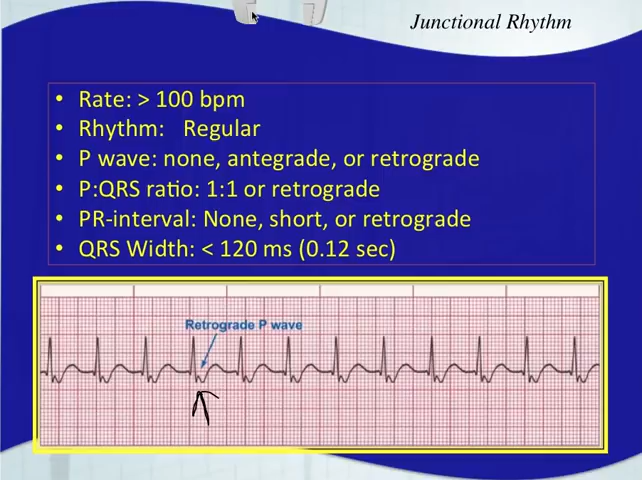 Junctional Rhythm
• Rate: > 100 bpm
• Rhythm: Regular
• P wave: none, antegrade, or retrograde
• P:QRS ratio: 1:1 or retrograde
• PR-interval: None, short, or retrograde
• QRS Width: < 120 ms (0.12 sec)
Retrograde P wave